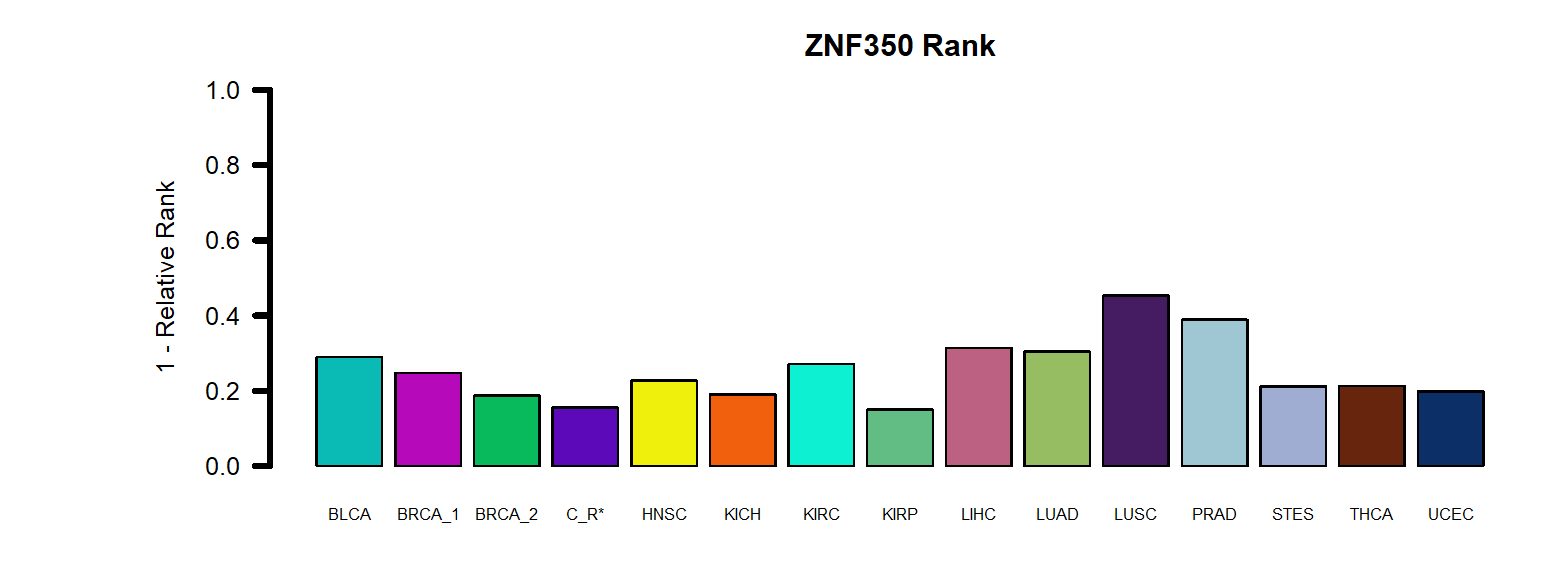 ZNF350 Rank
1 - Relative Rank
1.0
0.8
0.6
0.4
0.2
0.0
BLCA BRCA_1 BRCA_2 C_R* HNSC KICH KIRC KIRP LIHC LUAD LUSC PRAD STES THCA UCEC